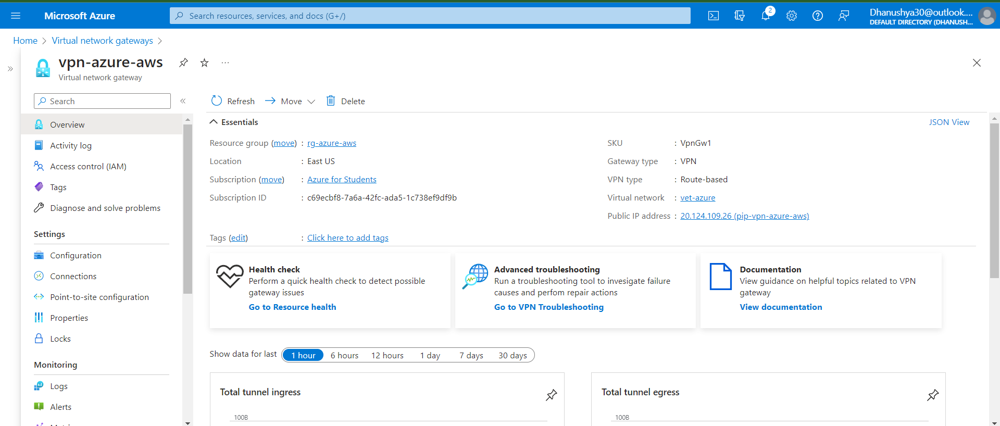 Microsoft Azure
Search resources, services, and docs (G+/)
2
Dhanushya30@outlook....
DEFAULT DIRECTORY (DHANUSH...
Home > Virtual network gateways >
vpn-azure-aws
...
Virtual network gateway
Search
Refresh Move Delete
Overview
Activity log
Access control (IAM)
Tags
Diagnose and solve problems
Settings
Configuration
Connections
Point-to-site configuration
Properties
Locks
Monitoring
Logs
Alerts
Essentials
JSON View
Resource group (move) : rg-azure-aws
Location : East US
Subscription (move) : Azure for Students
Subscription ID : c69ecbf8-7a6a-42fc-ada5-1c738ef9df9b
SKU : VpnGw1
Gateway type : VPN
VPN type : Route-based
Virtual network : vet-azure
Public IP address : 20.124.109.26 (pip-vpn-azure-aws)
Tags (edit) : Click here to add tags
Health check
Perform a quick health check to detect possible
gateway issues
Go to Resource health
Advanced troubleshooting
Run a troubleshooting tool to invesigate failure
causes and perfom repair actions
Go to VPN Troubleshooting
Documentation
View guidance on helpful topics related to VPN
gateway
View documentation
Show data for last 1 hour 6 hours 12 hours 1 day 7 days 30 days
Total tunnel ingress
100B
Total tunnel egress
100B